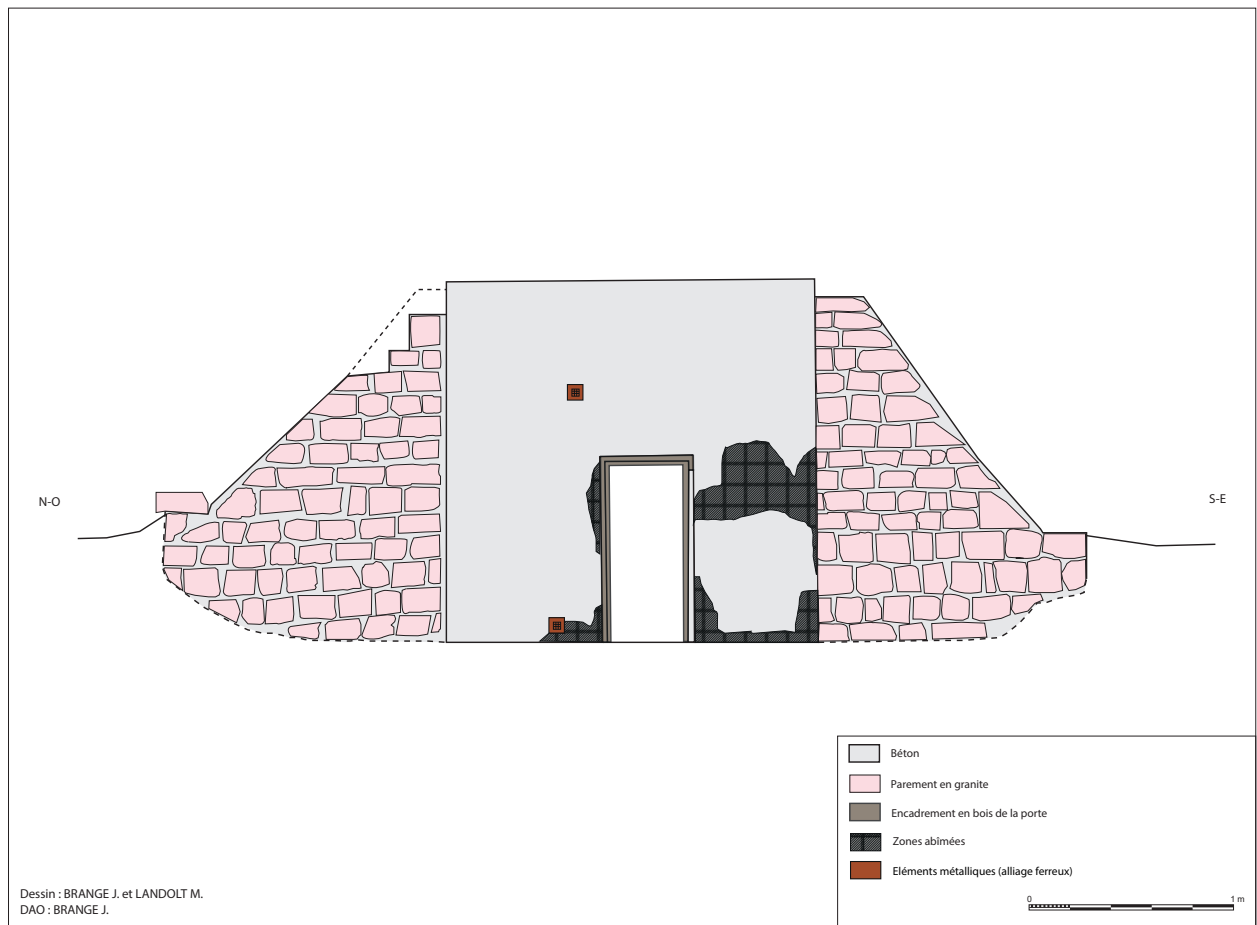 N-O
S-E
Béton
Parement en granite
Encadrement en bois de la porte
Zones abîmées
Eléments métalliques (alliage ferreux)
0 1 m
Dessin : BRANGE J. et LANDOLT M.
DAO : BRANGE J.